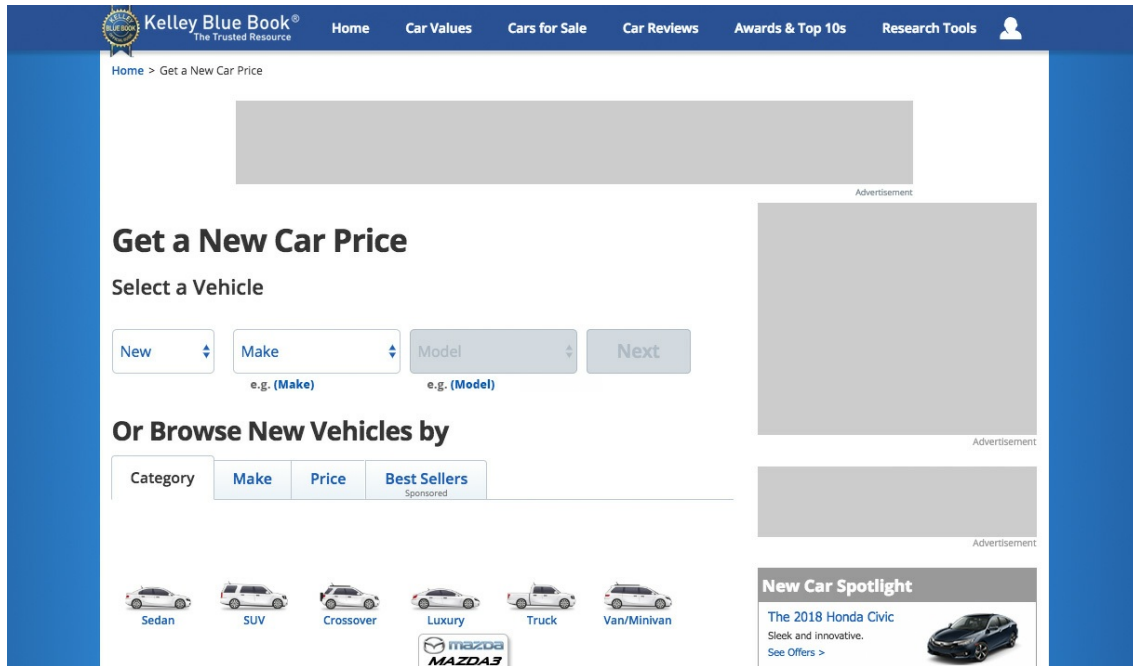 KELLEY
BLUE BOOK
Kelley Blue Book®
The Trusted Resource
Home Car Values Cars for Sale Car Reviews Awards & Top 10s Research Tools
Home > Get a New Car Price
Advertisement
Get a New Car Price
Select a Vehicle
New Make Model Next
e.g. (Make) e.g. (Model)
Advertisement
Or Browse New Vehicles by
Category Make Price Best Sellers
Sponsored
Advertisement
Sedan SUV Crossover Luxury Truck Van/Minivan
mazda
MAZDA3
New Car Spotlight
The 2018 Honda Civic
Sleek and innovative.
See Offers >